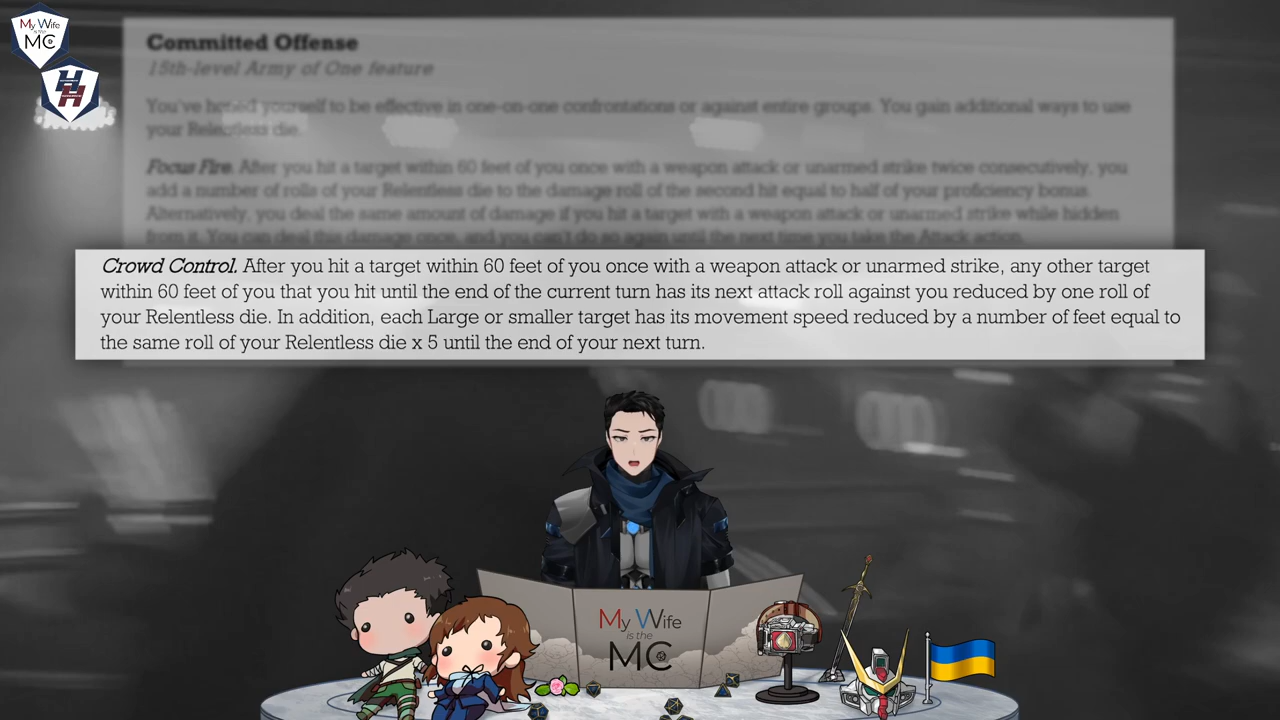 My Wife
is the
MC
HH
Committed Offense
15th-level Army of One feature
You've honed yourself to be effective in one-on-one confrontations or against entire groups. You gain additional ways to use
your Relentless die.
Focus Fire. After you hit a target within 60 feet of you once with a weapon attack or unarmed strike twice consecutively, you
add a number of rolls of your Relentless die to the damage roll of the second hit equal to half of your proficiency bonus.
Alternatively, you deal the same amount of damage if you hit a target with a weapon attack or unarmed strike while hidden
from it. You can deal this damage once, and you can't do so again until the next time you take the Attack action.
Crowd Control. After you hit a target within 60 feet of you once with a weapon attack or unarmed strike, any other target
within 60 feet of you that you hit until the end of the current turn has its next attack roll against you reduced by one roll of
your Relentless die. In addition, each Large or smaller target has its movement speed reduced by a number of feet equal to
the same roll of your Relentless die x 5 until the end of your next turn.
My Wife
is the
MC